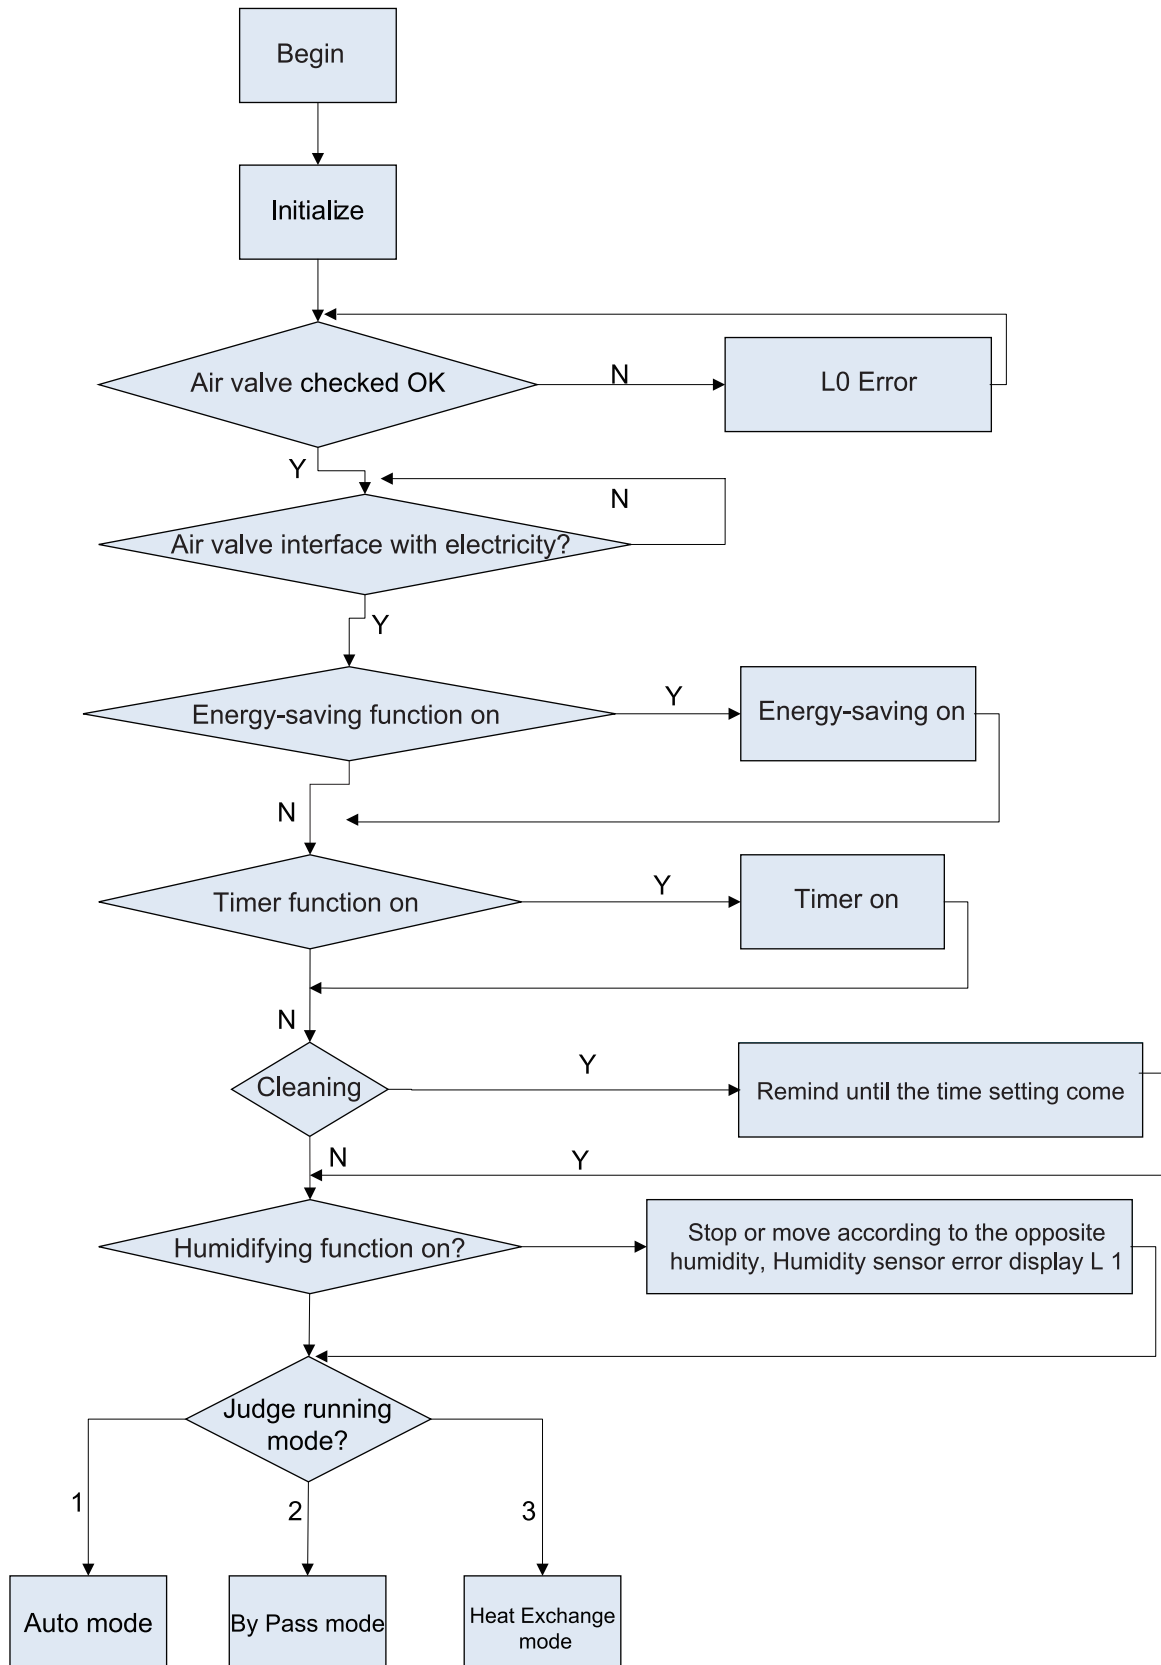 Begin
Initialize
Air valve checked OK
N
L0 Error
Y
N
Air valve interface with electricity?
Y
Energy-saving function on
Y
Energy-saving on
N
Timer function on
Y
Timer on
N
Cleaning
Y
Remind until the time setting come
N
Y
Humidifying function on?
Stop or move according to the opposite
humidity, Humidity sensor error display L 1
Judge running
mode?
1
2
3
Auto mode
By Pass mode
Heat Exchange
mode